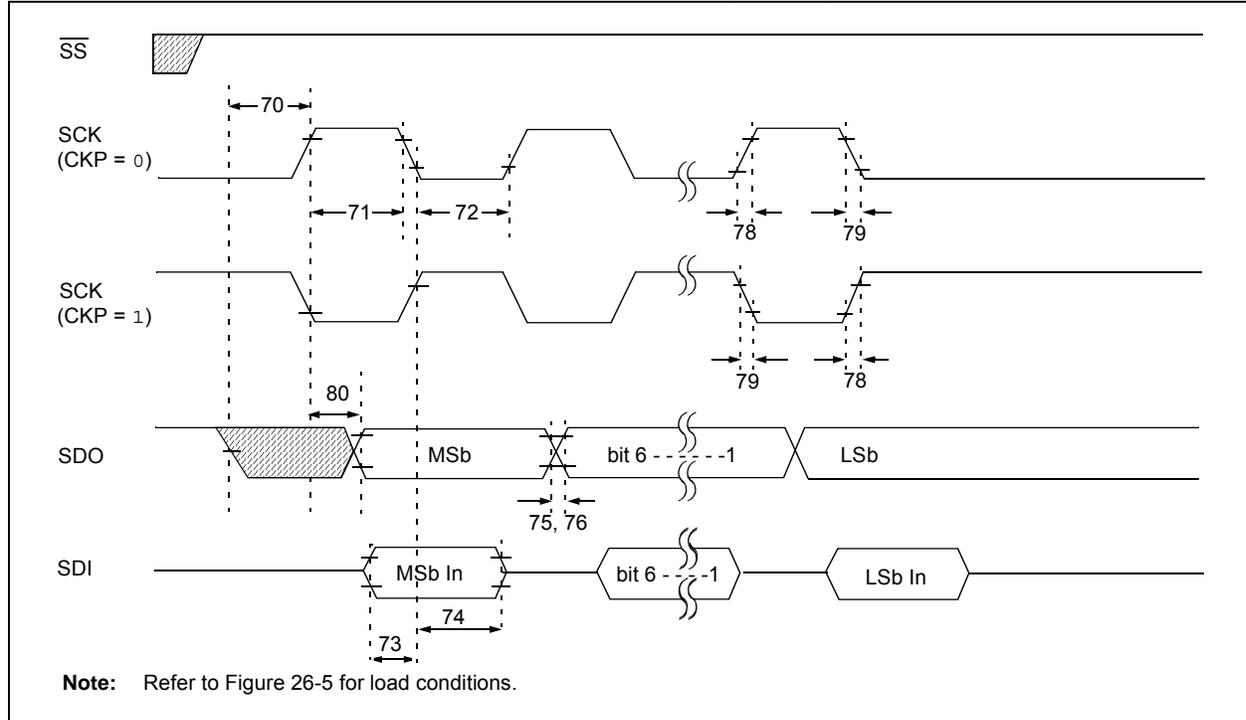 SS
70
SCK
(CKP = 0)
71
72
78
79
SCK
(CKP = 1)
79
78
80
SDO
MSb
bit 6 - - - - - -1
LSb
75, 76
SDI
MSb In
bit 6 - - - - -1
LSb In
74
73
Note: Refer to Figure 26-5 for load conditions.